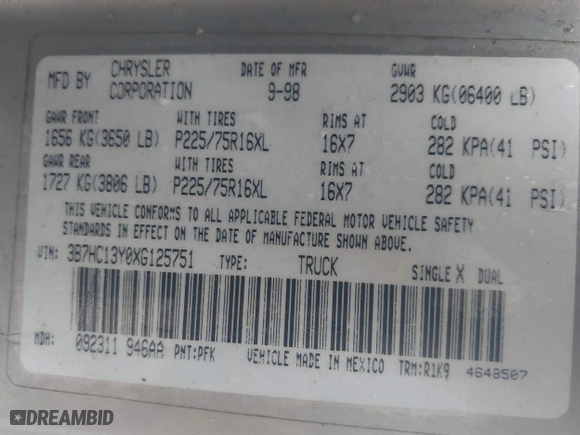 MFD BY CHRYSLER CORPORATION DATE OF MFR 9-98 GVWR 2903 KG(06400 LB)
GAWR FRONT WITH TIRES RIMS AT COLD
1656 KG(3650 LB) P225/75R16XL 16X7 282 KPA(41 PSI)
GAWR REAR WITH TIRES RIMS AT COLD
1727 KG(3806 LB) P225/75R16XL 16X7 282 KPA(41 PSI)
THIS VEHICLE CONFORMS TO ALL APPLICABLE FEDERAL MOTOR VEHICLE SAFETY
STANDARDS IN EFFECT ON THE DATE OF MANUFACTURE SHOWN ABOVE.
VIN: 3B7HC13Y0XG125751 TYPE: TRUCK SINGLE X DUAL
MDH: 092311 946AA PNT:PFK VEHICLE MADE IN MEXICO TRM:R1K9 4648507
DREAMBID